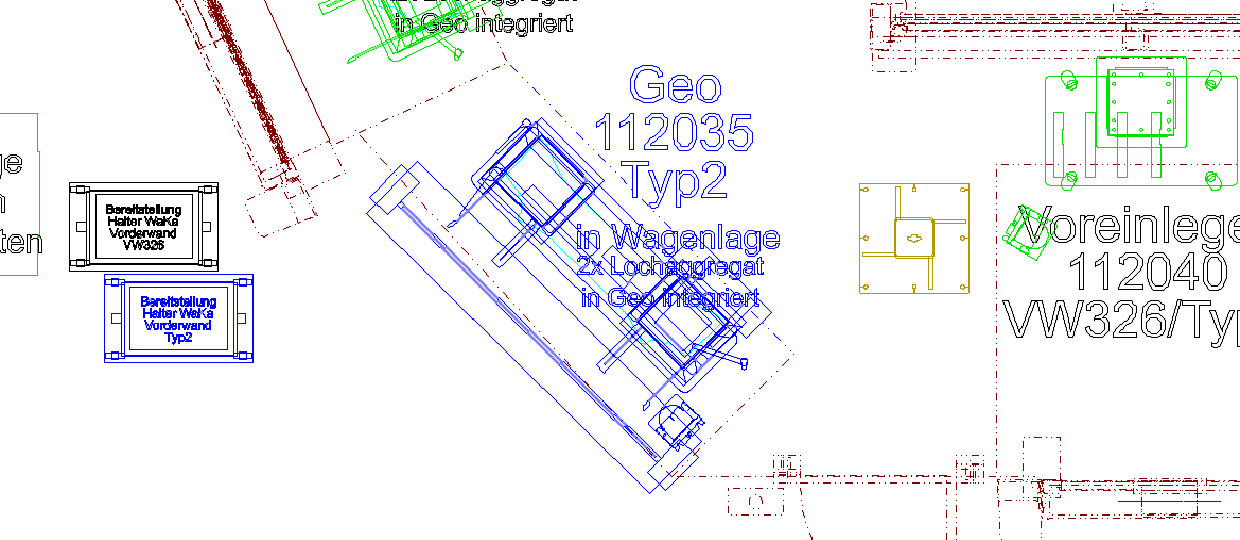 in Geo integriert
Geo
112035
Typ2
in Wagenlage
2x Lochaggregat
in Geo integriert
ge
ten
Bereitstellung
Halter WaKa
Vorderwand
VW326
Bereitstellung
Halter WaKa
Vorderwand
Typ2
Voreinlege
112040
VW326/Typ